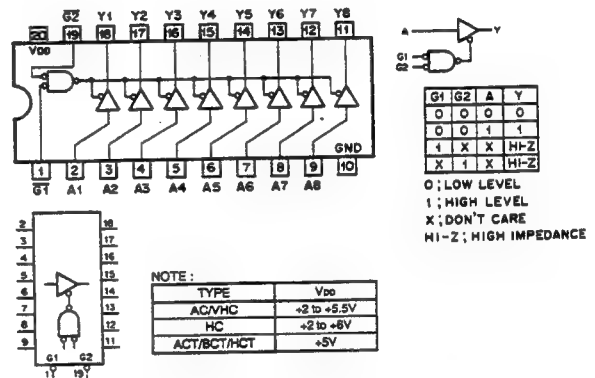 G2 Y1 Y2 Y3 Y4 Y5 Y6 Y7 Y8
20 19 18 17 16 15 14 13 12 11
VDD
GND
1 2 3 4 5 6 7 8 9 10
G1 A1 A2 A3 A4 A5 A6 A7 A8
A Y
G1
G2
G1 G2 A Y
0 0 0 0
0 0 1 1
1 X X HI-Z
X 1 X HI-Z
0 ; LOW LEVEL
1 ; HIGH LEVEL
X ; DON'T CARE
HI-Z ; HIGH IMPEDANCE
2 18
3 17
4 16
5 15
6 14
7 13
8 12
9 11
G1 G2
1 19
NOTE :
TYPE VDD
AC/VHC +2 to +5.5V
HC +2 to +6V
ACT/BCT/HCT +5V